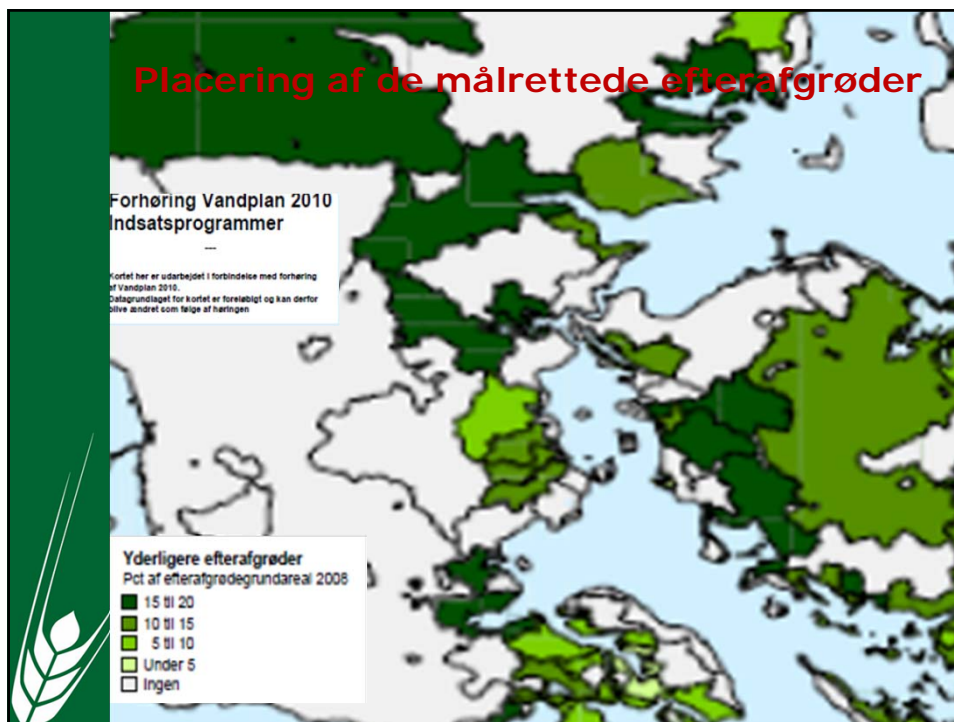 Placering af de målrettede efterafgrøder
Forhøring Vandplan 2010
Indsatsprogrammer
---
Kortet her er udarbejdet i forbindelse med forhøring
af Vandplan 2010.
Datagrundlaget for kortet er foreløbigt og kan derfor
blive ændret som følge af høringen
Yderligere efterafgrøder
Pct af efterafgrødegrundareal 2008
15 til 20
10 til 15
5 til 10
Under 5
Ingen